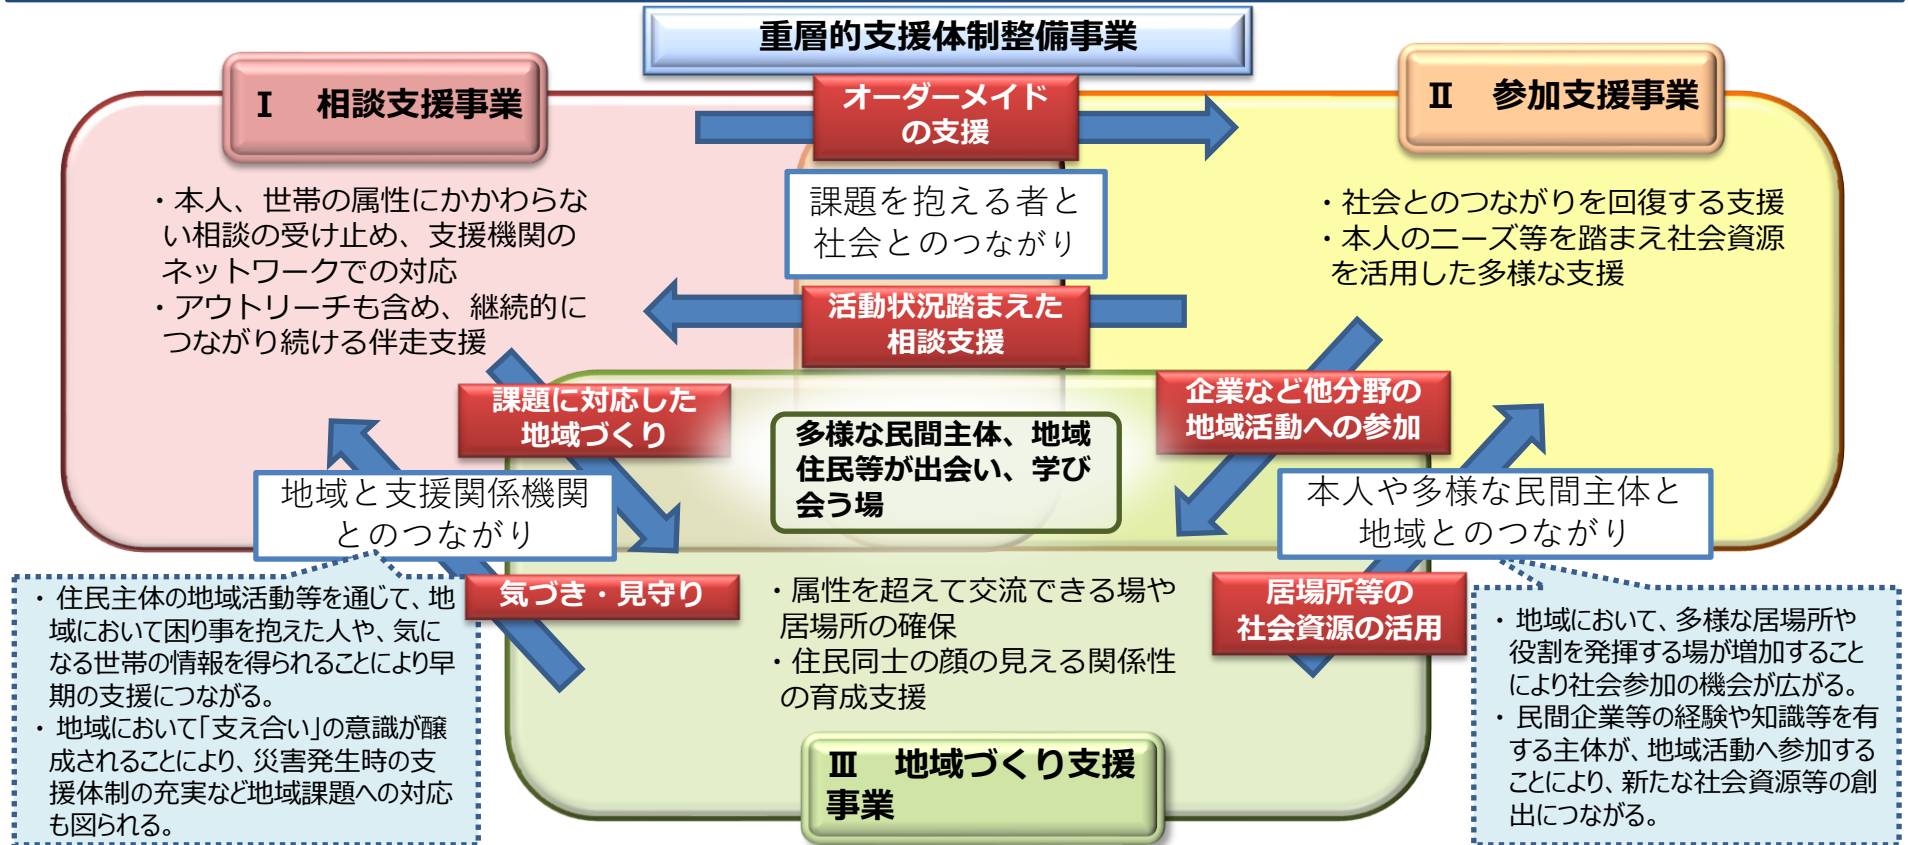 重層的支援体制整備事業
Ⅰ 相談支援事業
オーダーメイド
の支援
Ⅱ 参加支援事業
・本人、世帯の属性にかかわらな
い相談の受け止め、支援機関の
ネットワークでの対応
・アウトリーチも含め、継続的に
つながり続ける伴走支援
課題を抱える者と
社会とのつながり
・社会とのつながりを回復する支援
・本人のニーズ等を踏まえ社会資源
を活用した多様な支援
活動状況踏まえた
相談支援
課題に対応した
地域づくり
多様な民間主体、地域
住民等が出会い、学び
会う場
企業など他分野の
地域活動への参加
地域と支援関係機関
とのつながり
本人や多様な民間主体と
地域とのつながり
気づき・見守り
居場所等の
社会資源の活用
・住民主体の地域活動等を通じて、地
域において困り事を抱えた人や、気に
なる世帯の情報を得られることにより早
期の支援につながる。
・地域において「支え合い」の意識が醸
成されることにより、災害発生時の支
援体制の充実など地域課題への対応
も図られる。
・属性を超えて交流できる場や
居場所の確保
・住民同士の顔の見える関係性
の育成支援
・地域において、多様な居場所や
役割を発揮する場が増加すること
により社会参加の機会が広がる。
・民間企業等の経験や知識等を有
する主体が、地域活動へ参加する
ことにより、新たな社会資源等の創
出につながる。
Ⅲ 地域づくり支援
事業